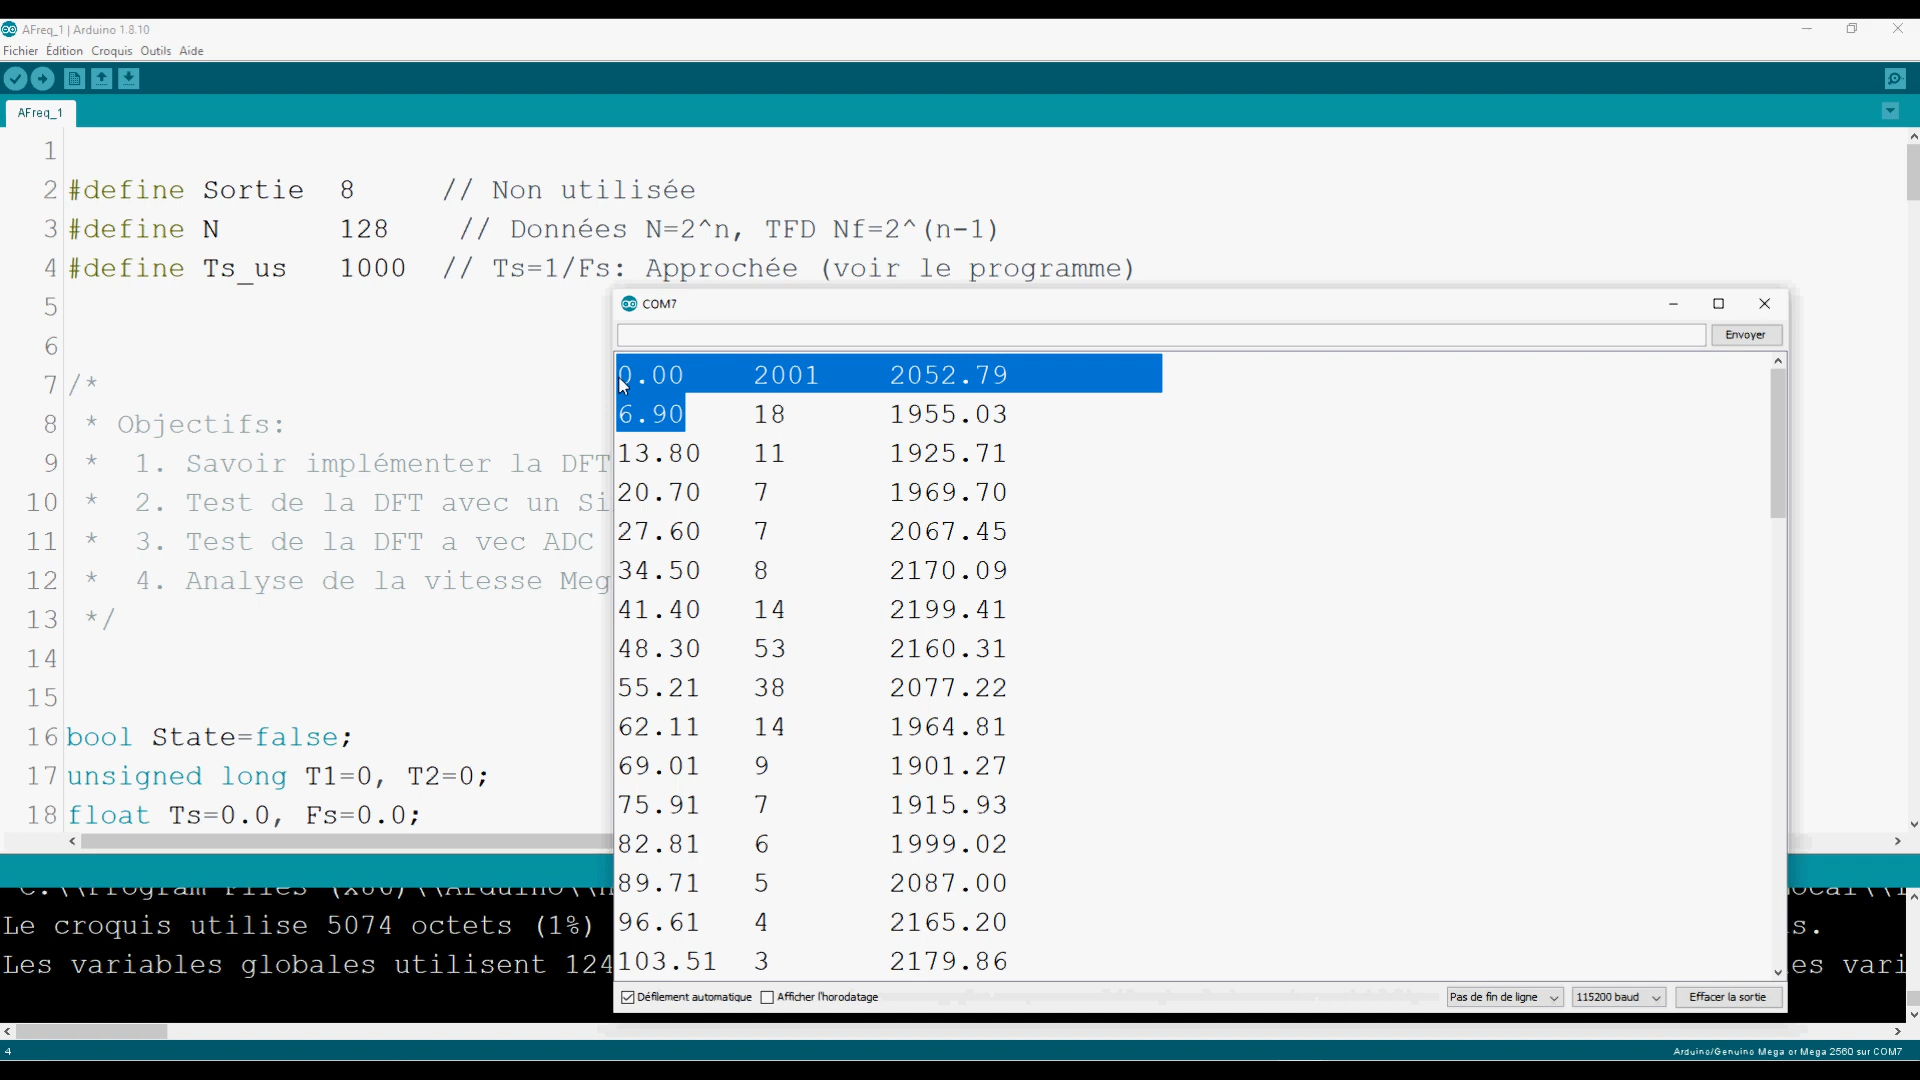 AFreq_1 | Arduino 1.8.10
Fichier Édition Croquis Outils Aide
AFreq_1
1
2 #define Sortie 8 // Non utilisée
3 #define N 128 // Données N=2^n, TFD Nf=2^(n-1)
4 #define Ts_us 1000 // Ts=1/Fs: Approchée (voir le programme)
5
6
7 /*
8 * Objectifs:
9 * 1. Savoir implémenter la DFT
10 * 2. Test de la DFT avec un Si
11 * 3. Test de la DFT a vec ADC
12 * 4. Analyse de la vitesse Meg
13 */
14
15
16 bool State=false;
17 unsigned long T1=0, T2=0;
18 float Ts=0.0, Fs=0.0;
COM7
Envoyer
0.00 2001 2052.79
6.90 18 1955.03
13.80 11 1925.71
20.70 7 1969.70
27.60 7 2067.45
34.50 8 2170.09
41.40 14 2199.41
48.30 53 2160.31
55.21 38 2077.22
62.11 14 1964.81
69.01 9 1901.27
75.91 7 1915.93
82.81 6 1999.02
89.71 5 2087.00
96.61 4 2165.20
103.51 3 2179.86
Défilement automatique Afficher l'horodatage Pas de fin de ligne 115200 baud Effacer la sortie
Le croquis utilise 5074 octets (1%) s.
Les variables globales utilisent 124 es vari
4 Arduino/Genuino Mega or Mega 2560 sur COM7